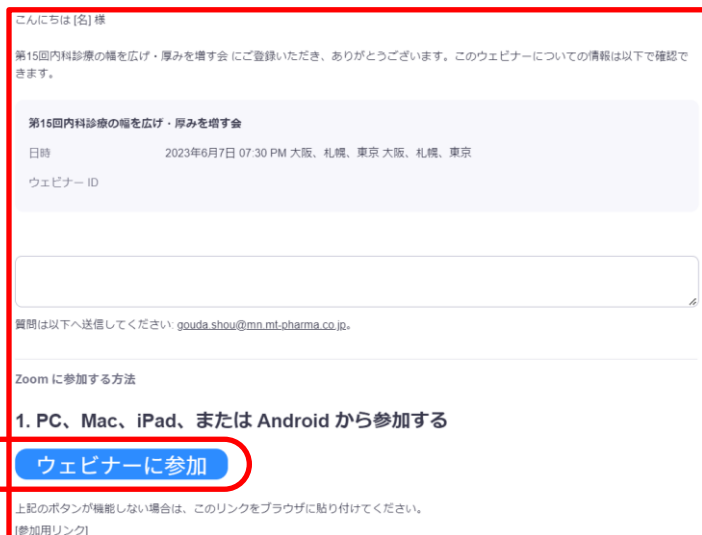 こんにちは [名] 様
第15回内科診療の幅を広げ・厚みを増す会 にご登録いただき、ありがとうございます。このウェビナーについての情報は以下で確認で
きます。
第15回内科診療の幅を広げ・厚みを増す会
日時 2023年6月7日 07:30 PM 大阪、札幌、東京 大阪、札幌、東京
ウェビナー ID
質問は以下へ送信してください: gouda.shou@mn.mt-pharma.co.jp。
Zoom に参加する方法
1. PC、Mac、iPad、または Android から参加する
ウェビナーに参加
上記のボタンが機能しない場合は、このリンクをブラウザに貼り付けてください。
[参加用リンク]